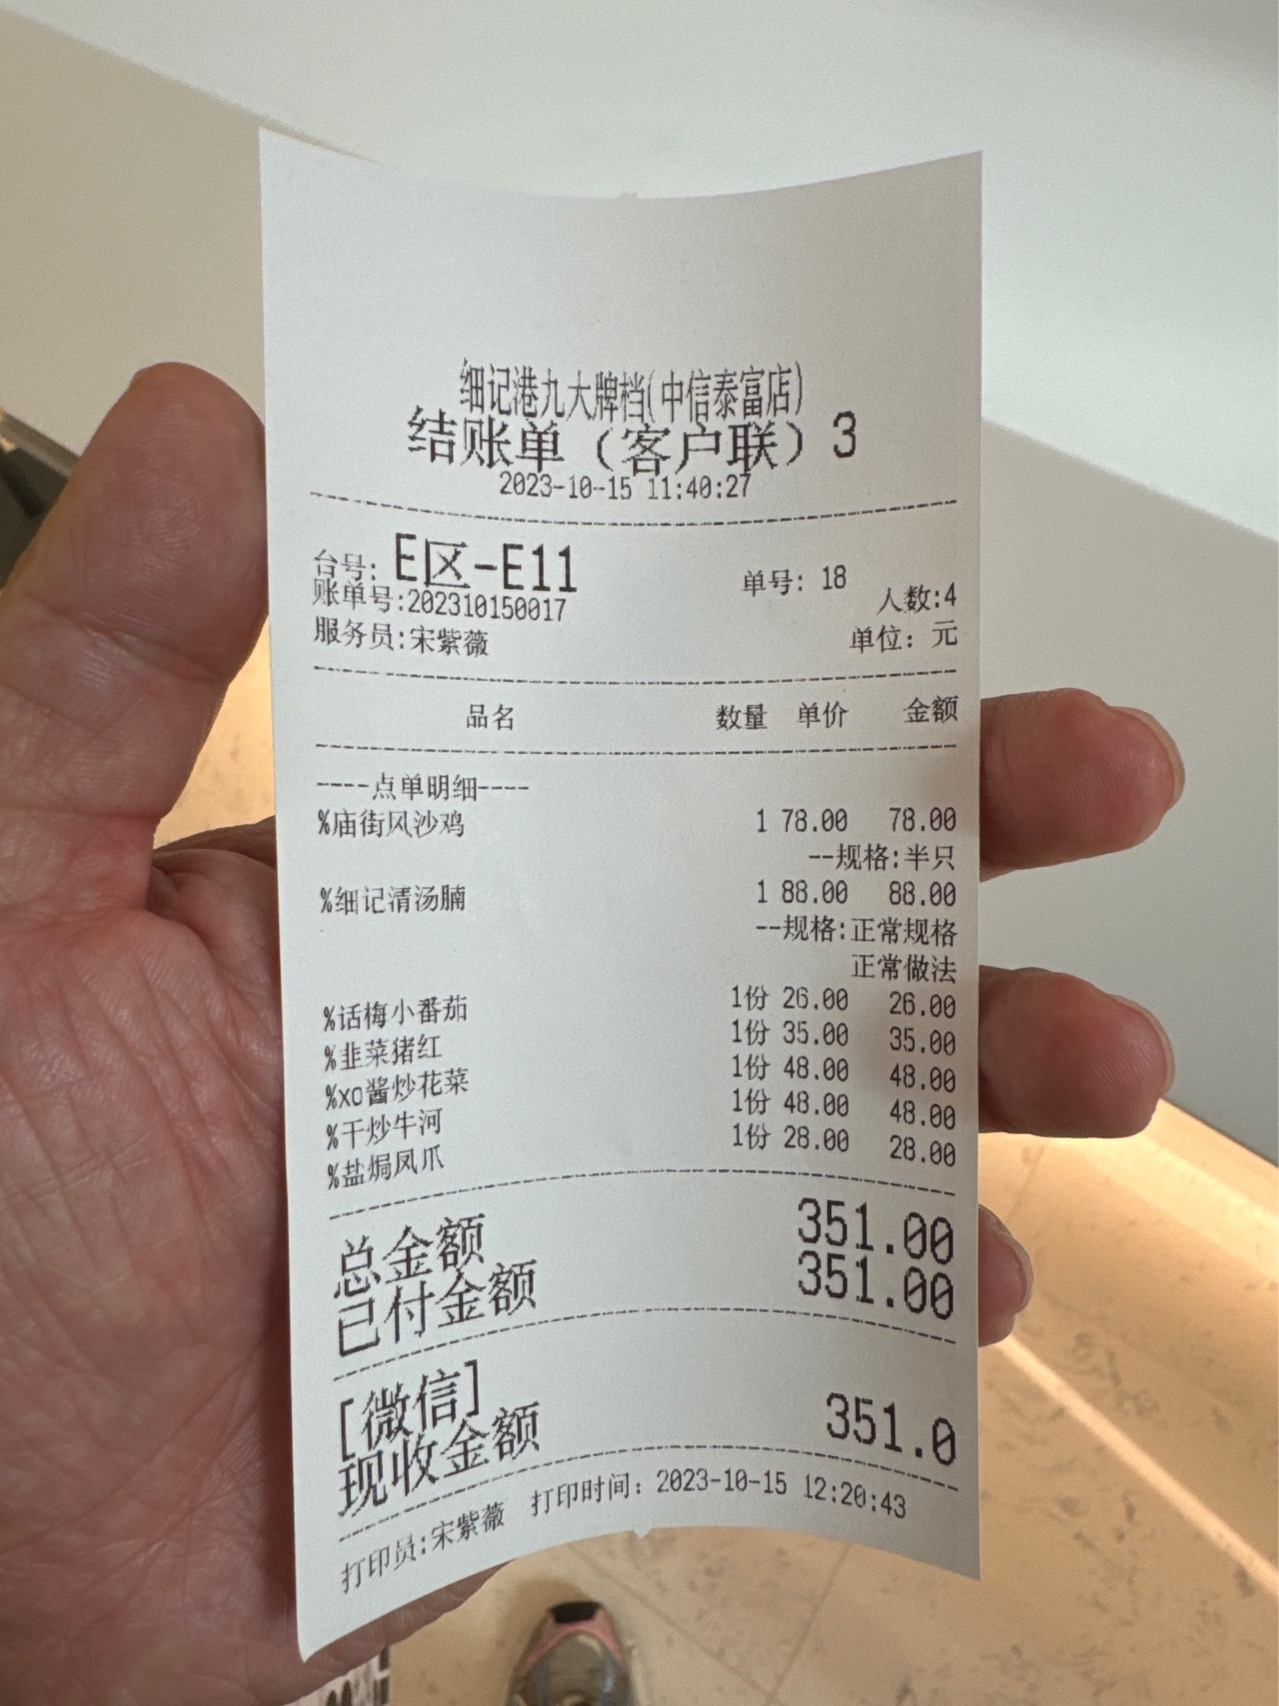 细记港九大牌档(中信泰富店)
结账单（客户联）3
2023-10-15 11:40:27
台号: E区-E11 单号: 18
账单号:202310150017 人数:4
服务员:宋紫薇 单位: 元
品名 数量 单价 金额
----点单明细----
%庙街风沙鸡 1 78.00 78.00
--规格:半只
%细记清汤腩 1 88.00 88.00
--规格:正常规格
正常做法
%话梅小番茄 1份 26.00 26.00
%韭菜猪红 1份 35.00 35.00
%xo酱炒花菜 1份 48.00 48.00
%干炒牛河 1份 48.00 48.00
%盐焗凤爪 1份 28.00 28.00
总金额 351.00
已付金额 351.00
[微信]
现收金额 351.0
打印员:宋紫薇 打印时间: 2023-10-15 12:20:43